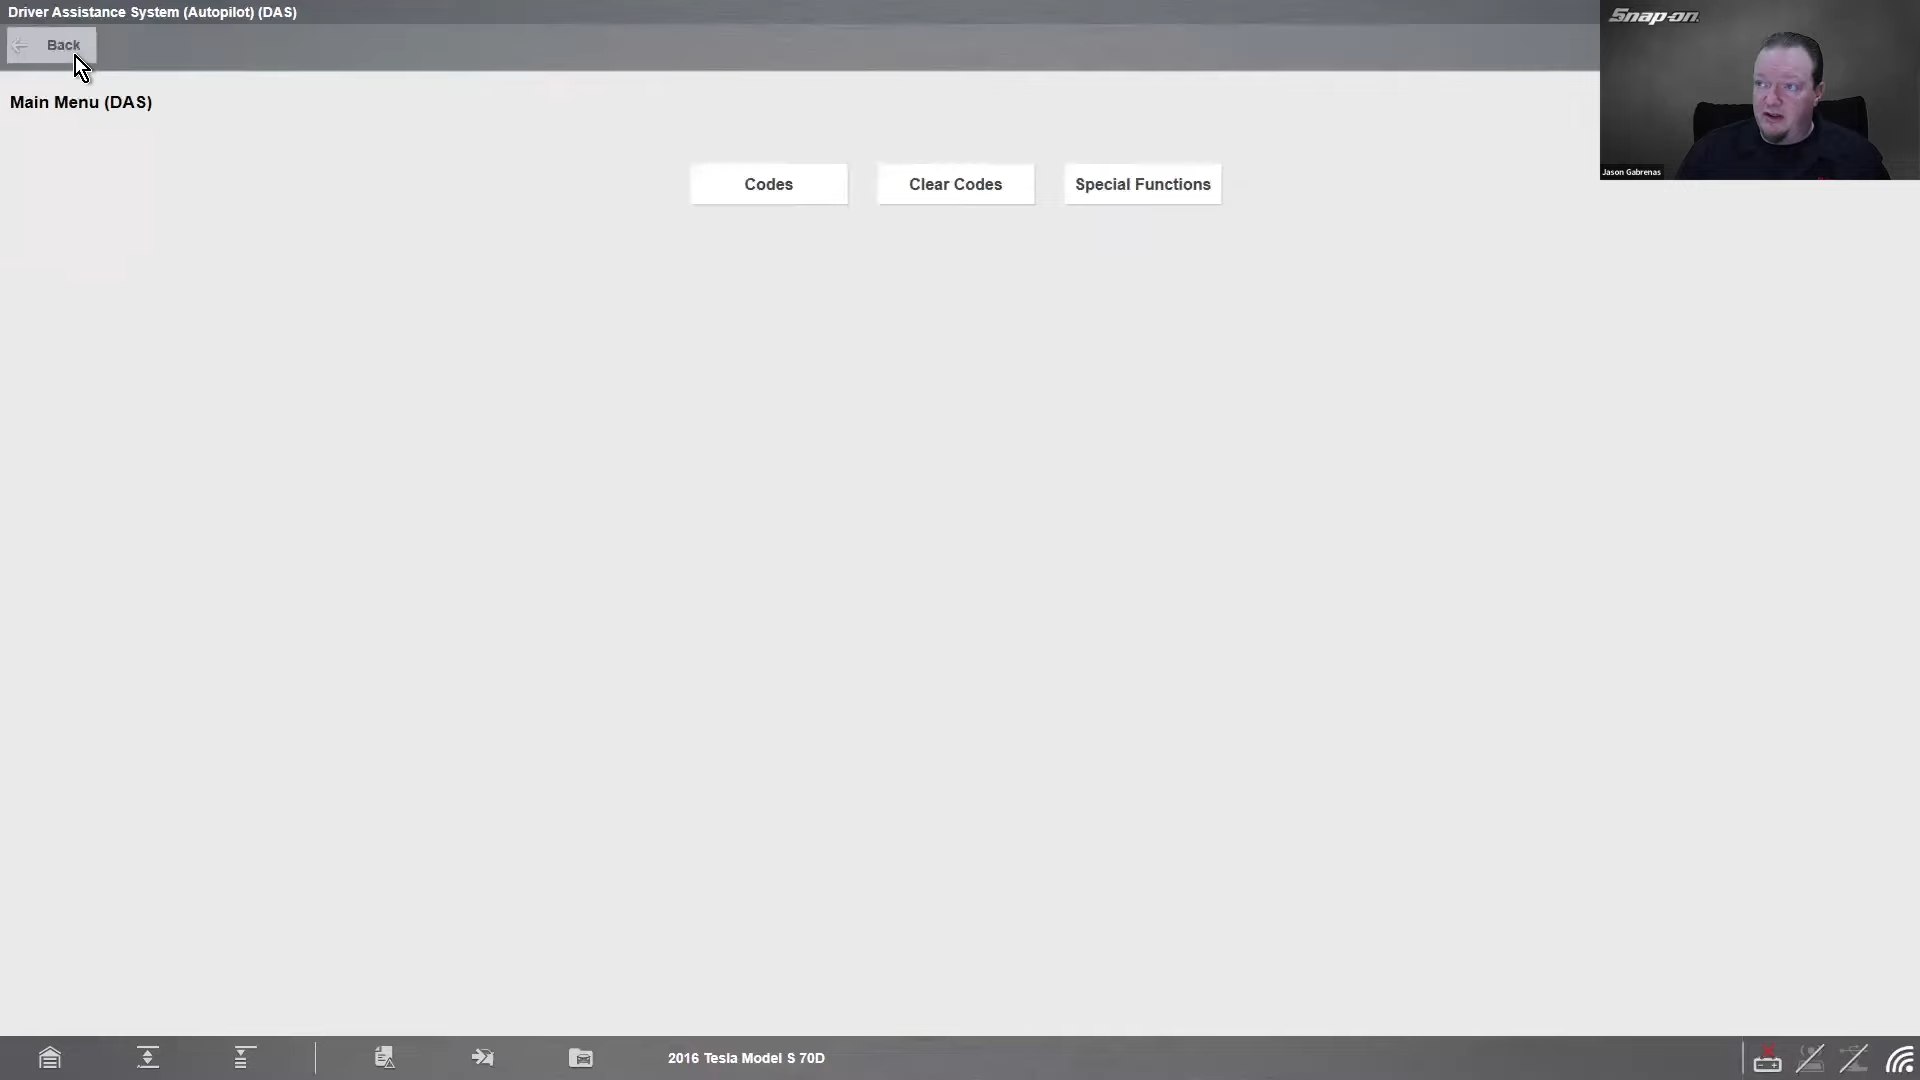 Driver Assistance System (Autopilot) (DAS)
Snap-on
Back
Main Menu (DAS)
Codes
Clear Codes
Special Functions
Jason Gabrenas
2016 Tesla Model S 70D